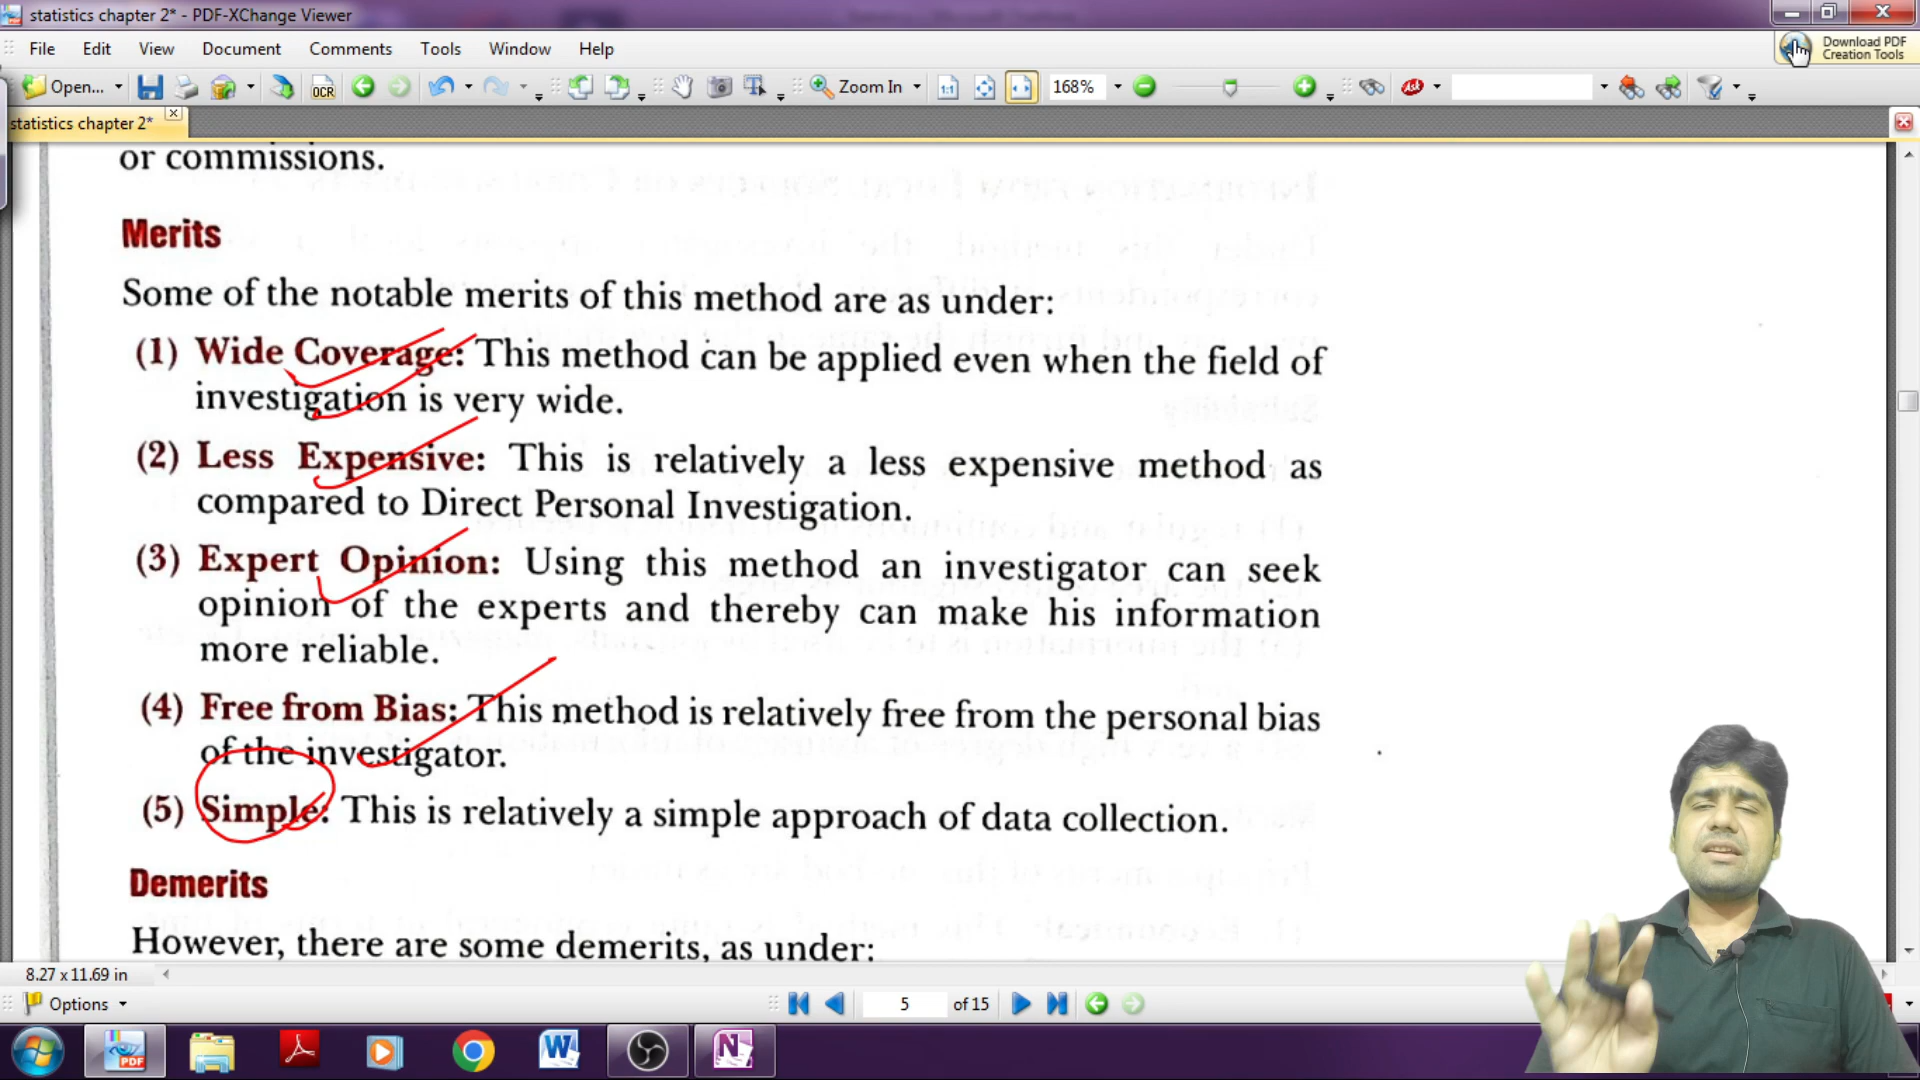 statistics chapter 2* - PDF-XChange Viewer
File Edit View Document Comments Tools Window Help
Download PDF
Creation Tools
Open... OCR Zoom In 1:1 168%
statistics chapter 2*
or commissions.
Merits
Some of the notable merits of this method are as under:
(1) Wide Coverage: This method can be applied even when the field of
investigation is very wide.
(2) Less Expensive: This is relatively a less expensive method as
compared to Direct Personal Investigation.
(3) Expert Opinion: Using this method an investigator can seek
opinion of the experts and thereby can make his information
more reliable.
(4) Free from Bias: This method is relatively free from the personal bias
of the investigator.
(5) Simple: This is relatively a simple approach of data collection.
Demerits
However, there are some demerits, as under:
8.27 x 11.69 in
Options 5 of 15
PDF